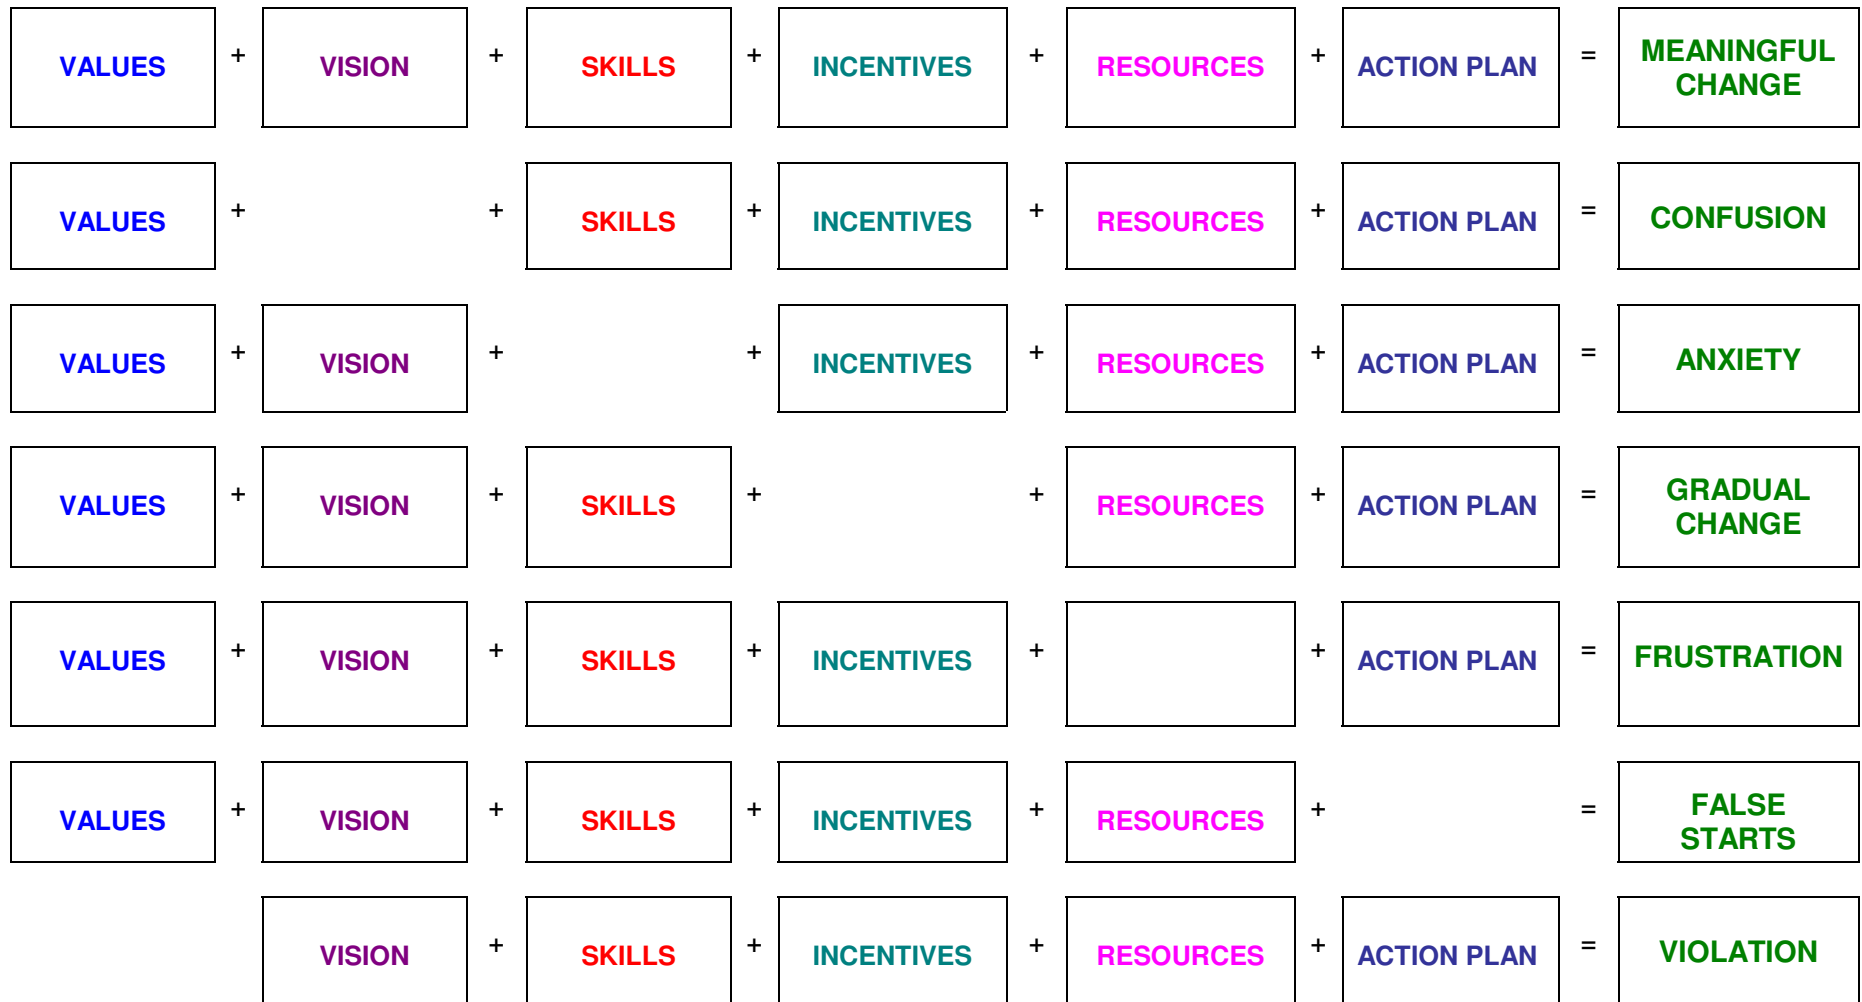 VALUES + VISION + SKILLS + INCENTIVES + RESOURCES + ACTION PLAN = MEANINGFUL
CHANGE
VALUES + + SKILLS + INCENTIVES + RESOURCES + ACTION PLAN = CONFUSION
VALUES + VISION + + INCENTIVES + RESOURCES + ACTION PLAN = ANXIETY
VALUES + VISION + SKILLS + + RESOURCES + ACTION PLAN = GRADUAL
CHANGE
VALUES + VISION + SKILLS + INCENTIVES + + ACTION PLAN = FRUSTRATION
VALUES + VISION + SKILLS + INCENTIVES + RESOURCES + = FALSE
STARTS
VISION + SKILLS + INCENTIVES + RESOURCES + ACTION PLAN = VIOLATION